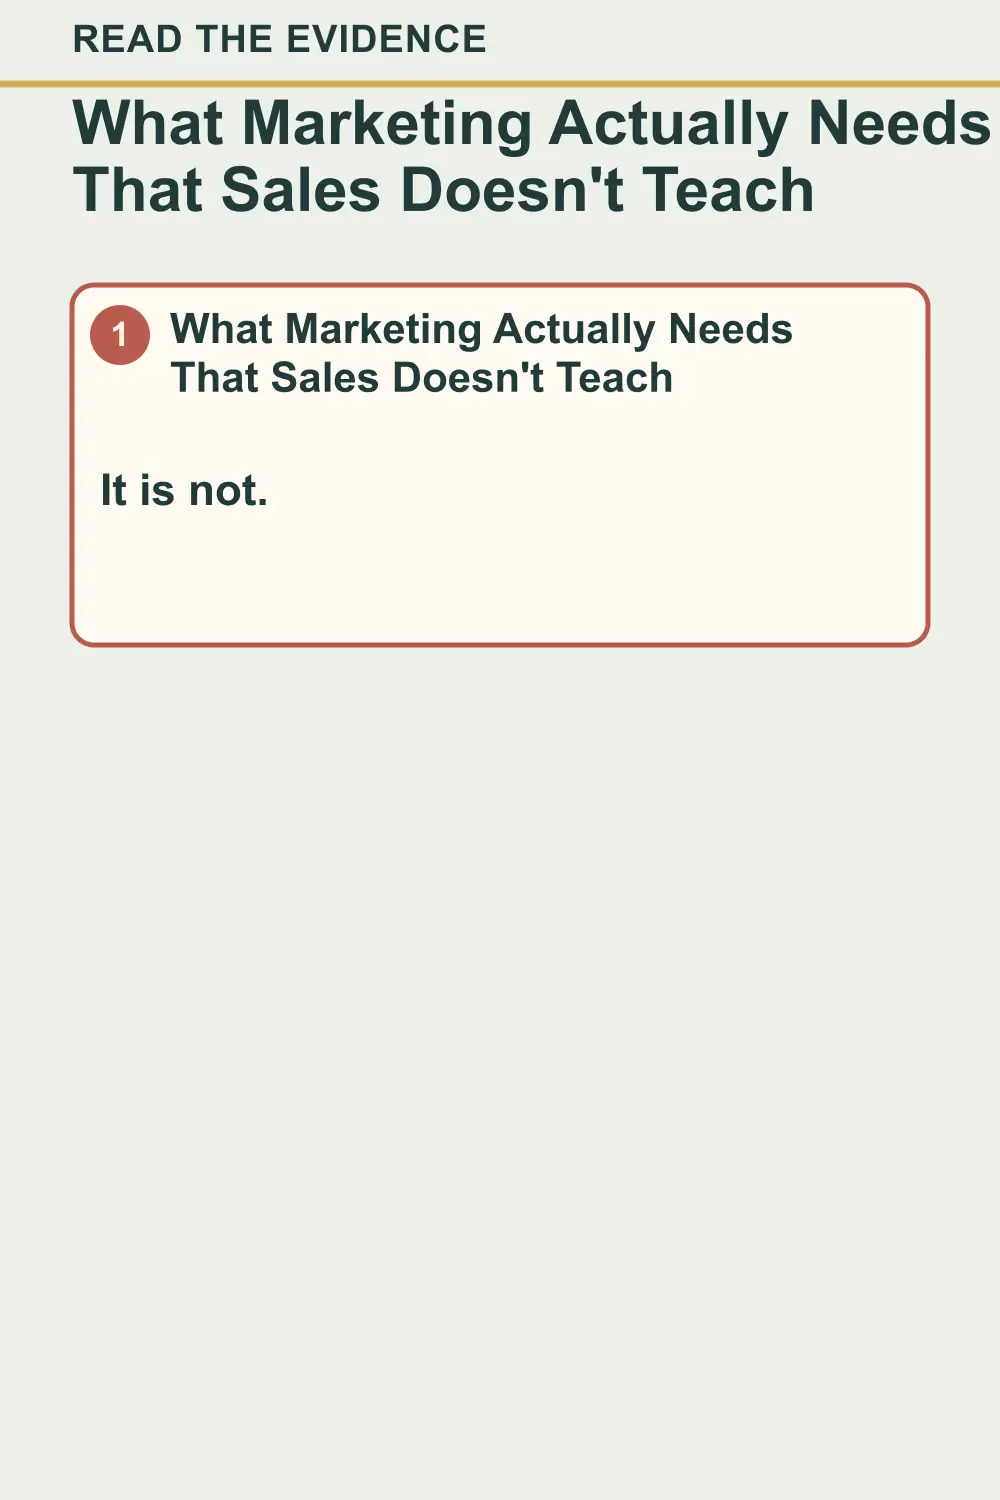 READ THE EVIDENCE
What Marketing Actually Needs
That Sales Doesn't Teach
1
What Marketing Actually Needs
That Sales Doesn't Teach
It is not.